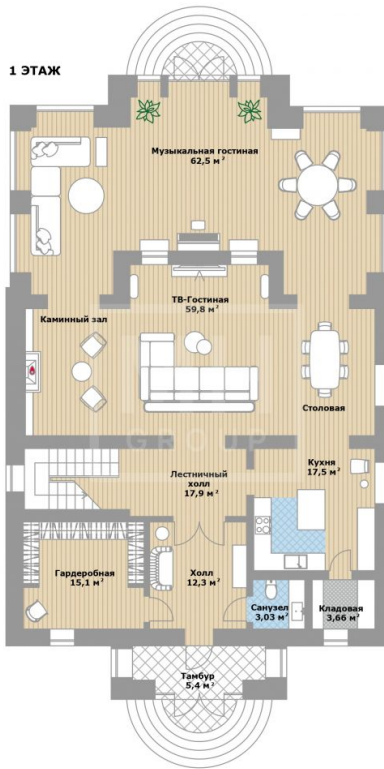 1 ЭТАЖ
Музыкальная гостиная
62,5 м²
ТВ-Гостиная
59,8 м²
Каминный зал
Столовая
GROUP
Лестничный
холл
17,9 м²
Кухня
17,5 м²
Гардеробная
15,1 м²
Холл
12,3 м²
Санузел
3,03 м²
Кладовая
3,66 м²
Тамбур
5,4 м²